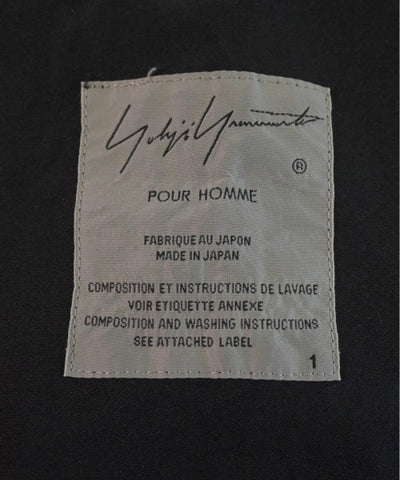 Yohji Yamamoto
®
POUR HOMME
FABRIQUE AU JAPON
MADE IN JAPAN
COMPOSITION ET INSTRUCTIONS DE LAVAGE
VOIR ETIQUETTE ANNEXE
COMPOSITION AND WASHING INSTRUCTIONS
SEE ATTACHED LABEL
1